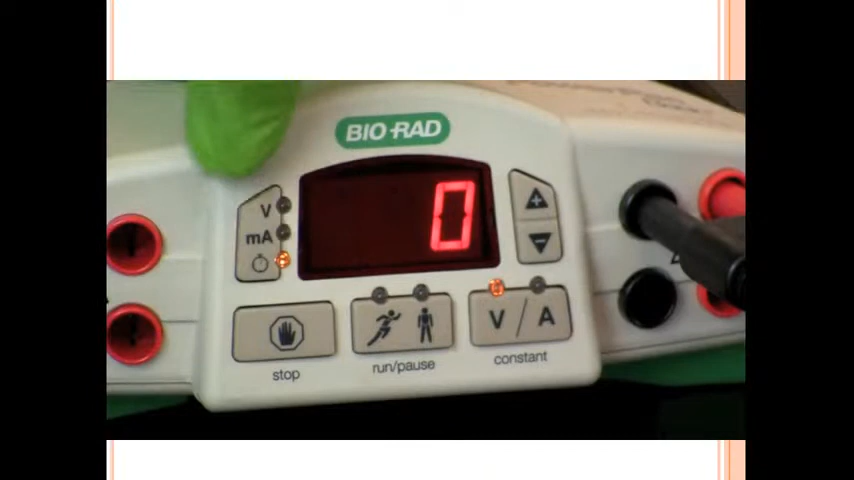 BIO-RAD
V
mA
0
+
-
V/A
stop
run/pause
constant